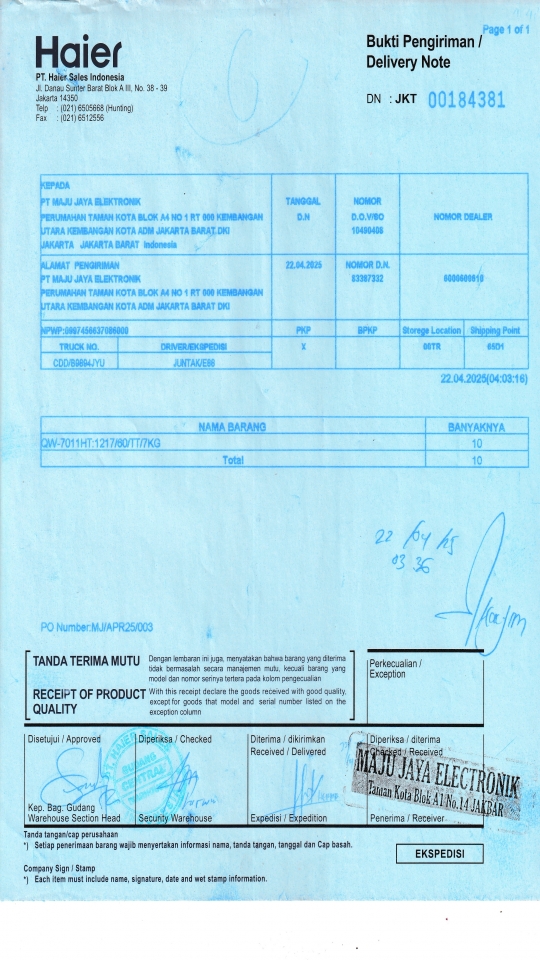 Page 1 of 1
Haier
PT. Haier Sales Indonesia
Jl. Danau Sunter Barat Blok A III, No. 38 - 39
Jakarta 14350
Telp : (021) 6505668 (Hunting)
Fax : (021) 6512556
Bukti Pengiriman /
Delivery Note
DN : JKT 00184381
KEPADA
PT MAJU JAYA ELEKTRONIK
PERUMAHAN TAMAN KOTA BLOK A4 NO 1 RT 000 KEMBANGAN
UTARA KEMBANGAN KOTA ADM JAKARTA BARAT.DKI
JAKARTA JAKARTA BARAT Indonesia
TANGGAL
D.N
NOMOR
D.O.V/SO
NOMOR DEALER
ALAMAT PENGIRIMAN
PT MAJU JAYA ELEKTRONIK
PERUMAHAN TAMAN KOTA BLOK A4 NO 1 RT 000 KEMBANGAN
UTARA KEMBANGAN KOTA ADM JAKARTA BARAT DKI
22.04.2025
NOMOR D.N.
PKP BPKP Storege Location Shipping Point
TRUCK NO. DRIVER/EKSPEDISI X
CDD/B9894/YU JUNTAK/E66
22.04.2025(04:03:16)
NAMA BARANG BANYAKNYA
QW-7011HT:1217/60/TT/7KG 10
Total 10
22/04/25
03 36
PO Number:MJ/APR25/003
TANDA TERIMA MUTU
Dengan lembaran ini juga, menyatakan bahwa barang yang diterima
tidak bermasalah secara manajemen mutu, kecuali barang yang
model dan nomor serinya tertera pada kolom pengecualian
RECEIPT OF PRODUCT
QUALITY
With this receipt declare the goods received with good quality,
except for goods that model and serial number listed on the
exception column
Perkecualian /
Exception
Disetujui / Approved
Diperiksa / Checked
Diterima / dikirimkan
Received / Delivered
Diperiksa / diterima
Checked / Received
MAJU JAYA ELECTRONIK
Taman Kota Blok A1 No.14 JAKBAR
Kep. Bag. Gudang
Warehouse Section Head
Security Warehouse
Expedisi / Expedition
Penerima / Receiver
Tanda tangan/cap perusahaan
*) Setiap penerimaan barang wajib menyertakan informasi nama, tanda tangan, tanggal dan Cap basah.
EKSPEDISI
Company Sign / Stamp
*) Each item must include name, signature, date and wet stamp information.